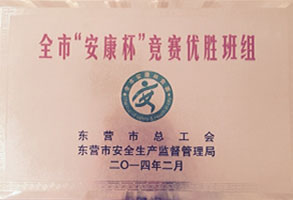 全市“安康杯”竞赛优胜班组
东营市总工会
东营市安全生产监督管理局
二〇一四年二月